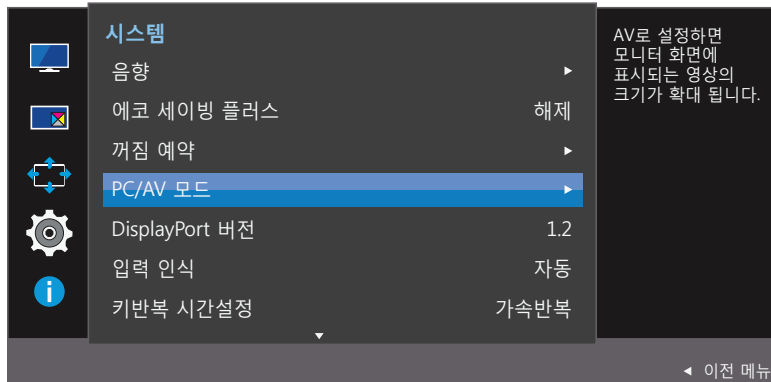 시스템
음향
에코 세이빙 플러스 해제
꺼짐 예약
PC/AV 모드
DisplayPort 버전 1.2
입력 인식 자동
키반복 시간설정 가속반복
AV로 설정하면
모니터 화면에
표시되는 영상의
크기가 확대 됩니다.
이전 메뉴